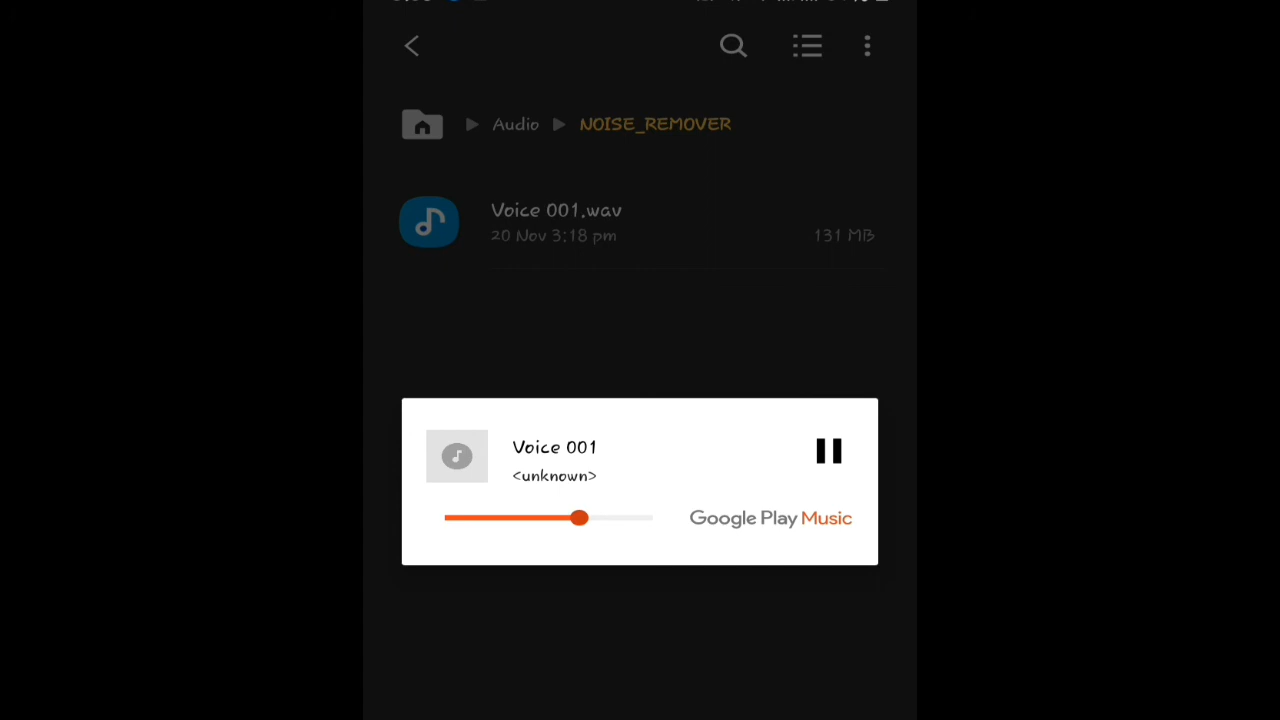 Audio
NOISE_REMOVER
Voice 001.wav
20 Nov 3:18 pm
131 MB
Voice 001
<unknown>
Google Play Music